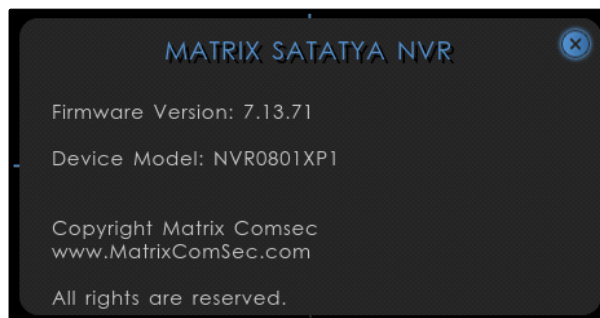 MATRIX SATATYA NVR
Firmware Version: 7.13.71
Device Model: NVR0801XP1
Copyright Matrix Comsec
www.MatrixComSec.com
All rights are reserved.